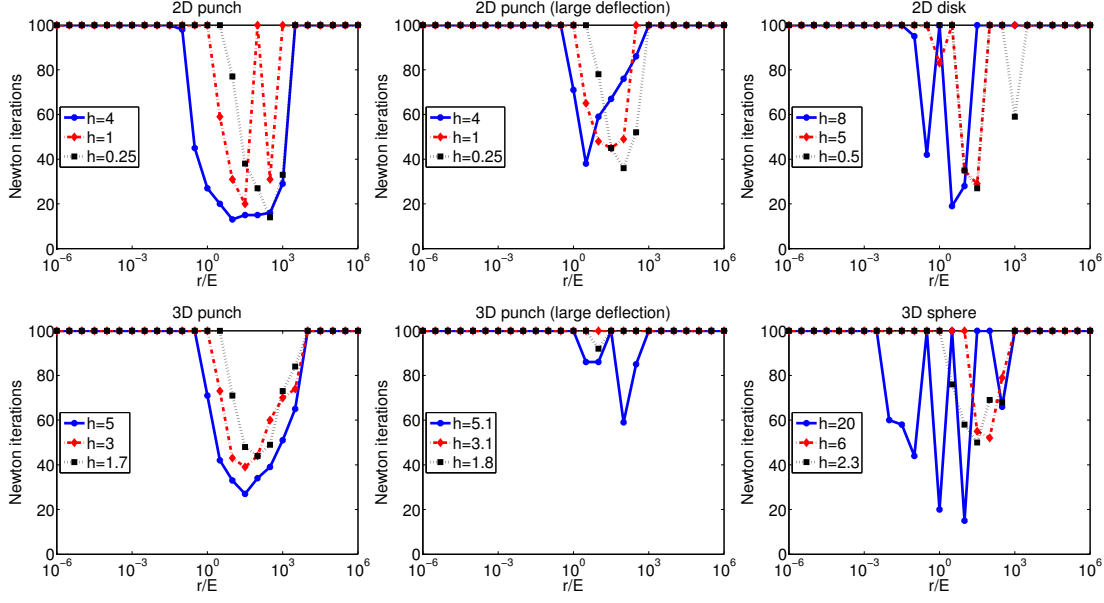 2D punch
Newton iterations
100
80
60
40
20
0
h=4
h=1
h=0.25
10^-6
10^-3
10^0
10^3
10^6
r/E
2D punch (large deflection)
Newton iterations
100
80
60
40
20
0
h=4
h=1
h=0.25
10^-6
10^-3
10^0
10^3
10^6
r/E
2D disk
Newton iterations
100
80
60
40
20
0
h=8
h=5
h=0.5
10^-6
10^-3
10^0
10^3
10^6
r/E
3D punch
Newton iterations
100
80
60
40
20
0
h=5
h=3
h=1.7
10^-6
10^-3
10^0
10^3
10^6
r/E
3D punch (large deflection)
Newton iterations
100
80
60
40
20
0
h=5.1
h=3.1
h=1.8
10^-6
10^-3
10^0
10^3
10^6
r/E
3D sphere
Newton iterations
100
80
60
40
20
0
h=20
h=6
h=2.3
10^-6
10^-3
10^0
10^3
10^6
r/E